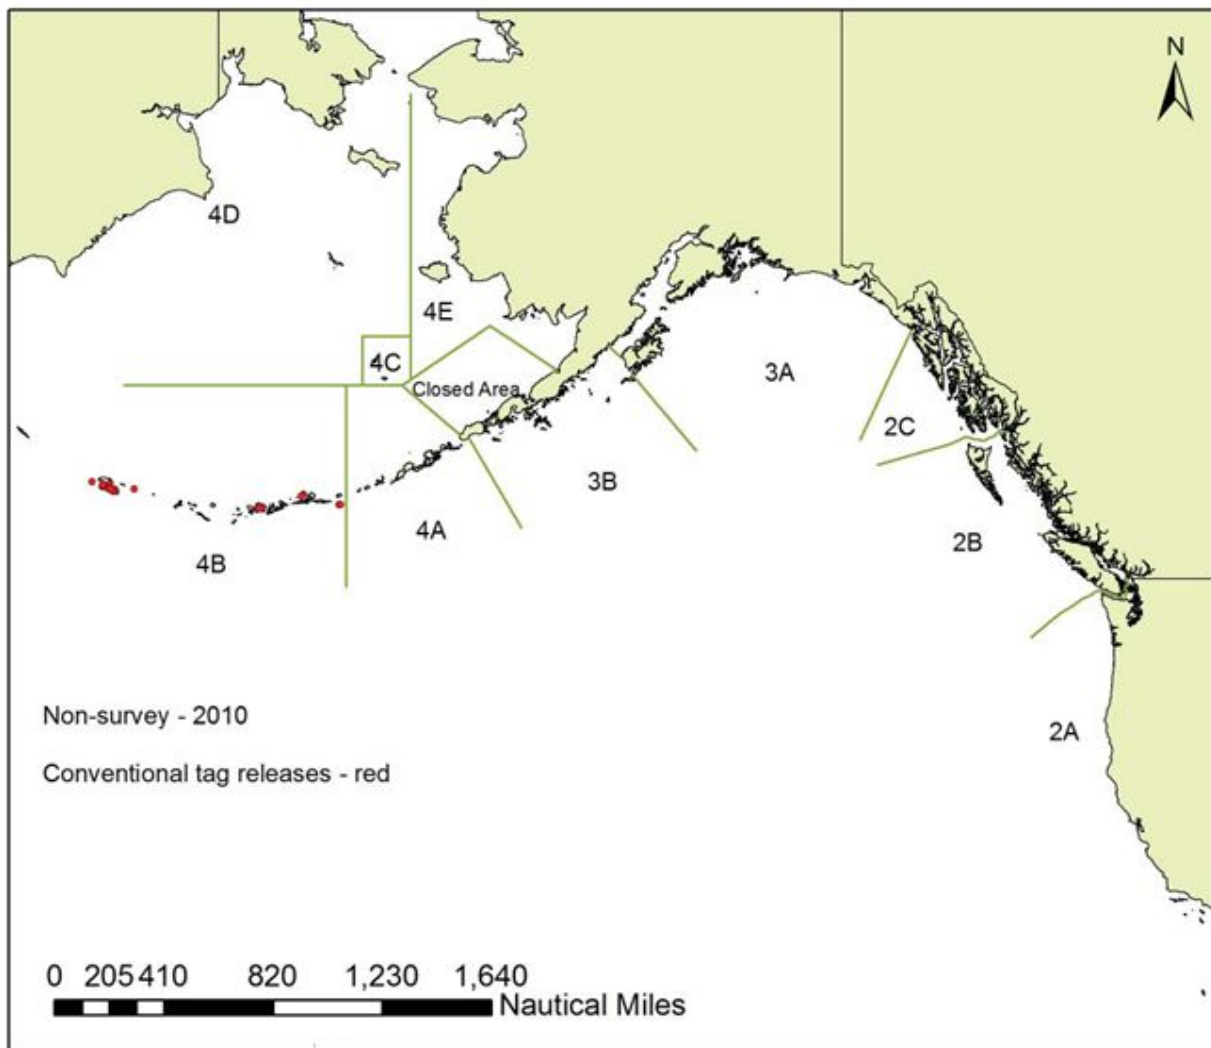 N
4D
4E
4C
Closed Area
3A
2C
3B
4A
2B
4B
Non-survey - 2010
2A
Conventional tag releases - red
0 205 410 820 1,230 1,640
Nautical Miles